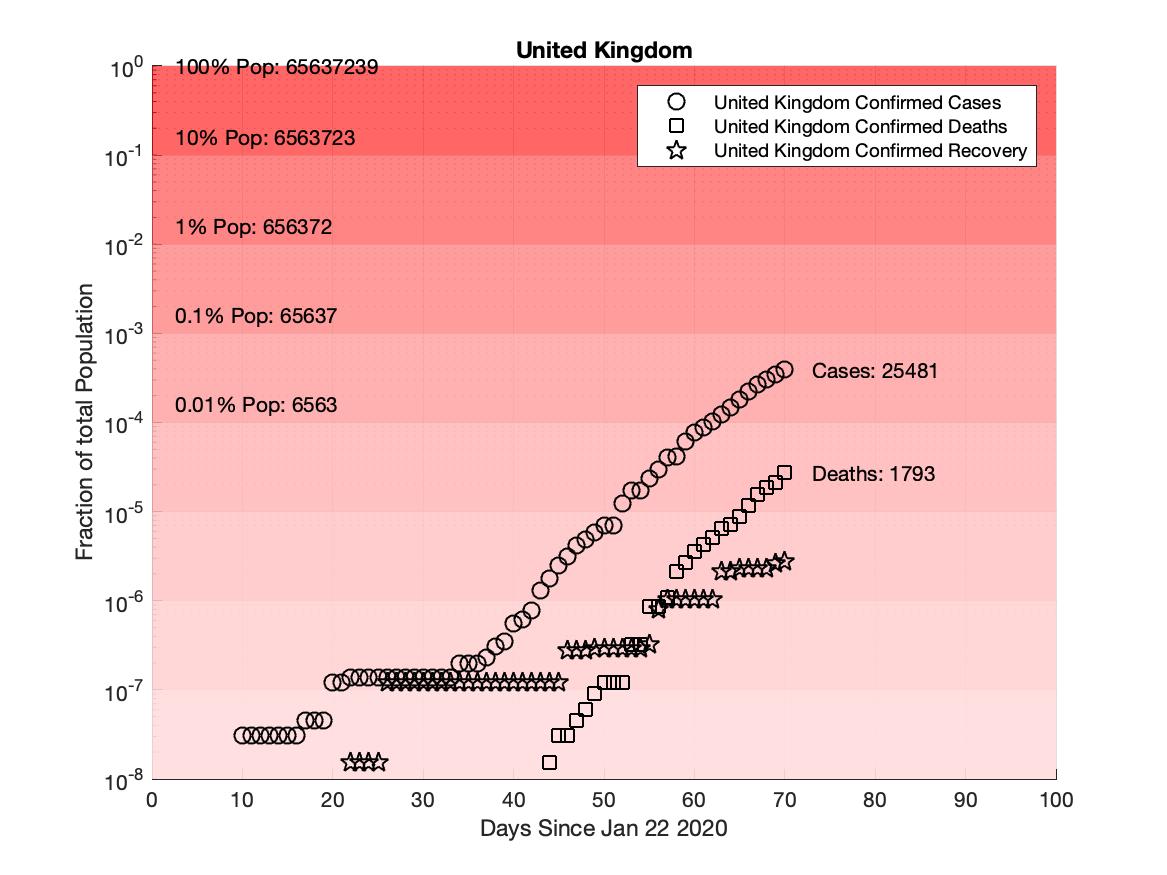 United Kingdom
10^0
100% Pop: 65637239
United Kingdom Confirmed Cases
United Kingdom Confirmed Deaths
United Kingdom Confirmed Recovery
10% Pop: 6563723
10^-1
1% Pop: 656372
10^-2
0.1% Pop: 65637
10^-3
Cases: 25481
0.01% Pop: 6563
10^-4
Deaths: 1793
10^-5
10^-6
10^-7
10^-8
Fraction of total Population
0 10 20 30 40 50 60 70 80 90 100
Days Since Jan 22 2020